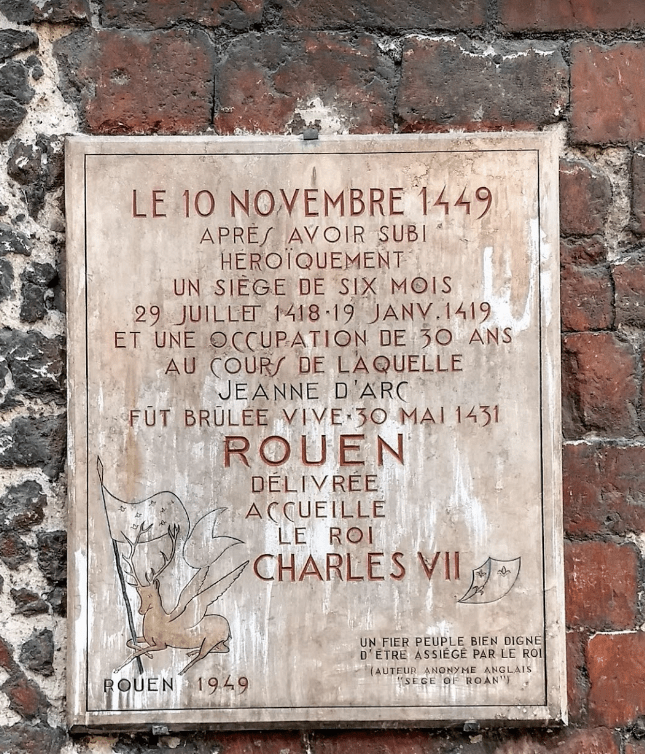 LE 10 NOVEMBRE 1449
APRÈS AVOIR SUBI
HEROÏQUEMENT
UN SIÈGE DE SIX MOIS
29 JUILLET 1418·19 JANV.1419
ET UNE OCCUPATION DE 30 ANS
AU COURS DE LAQUELLE
JEANNE D'ARC
FÛT BRÛLÉE VIVE·30 MAI 1431
ROUEN
DÉLIVRÉE
ACCUEILLE
LE ROI
CHARLES VII
UN FIER PEUPLE BIEN DIGNE
D'ÊTRE ASSIÉGÉ PAR LE ROI
(AUTEUR ANONYME ANGLAIS
"SEGE OF ROAN")
ROUEN 1949